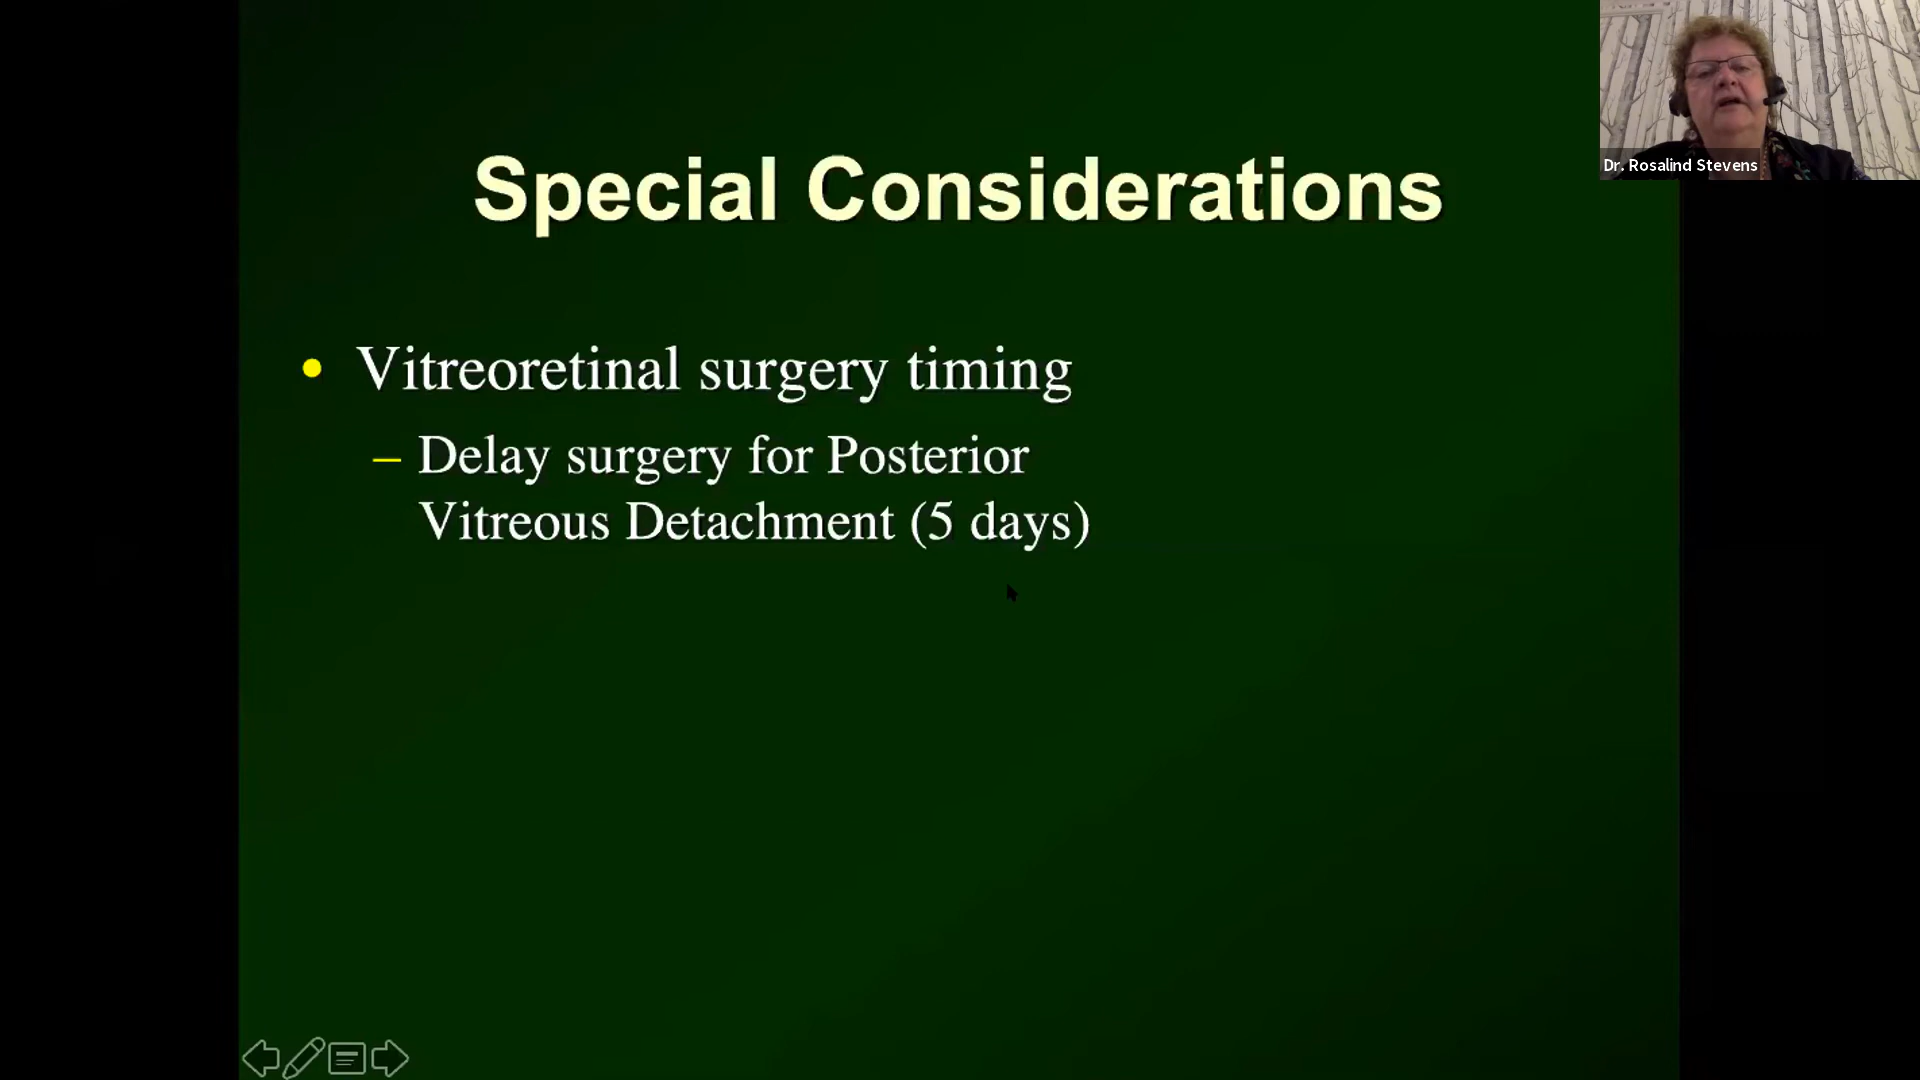 Special Considerations
• Vitreoretinal surgery timing
– Delay surgery for Posterior
Vitreous Detachment (5 days)
Dr. Rosalind Stevens